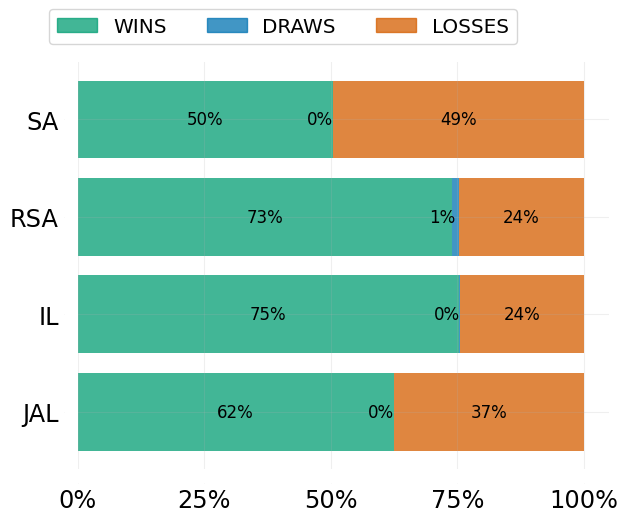 WINS DRAWS LOSSES
SA 50% 0% 49%
RSA 73% 1% 24%
IL 75% 0% 24%
JAL 62% 0% 37%
0% 25% 50% 75% 100%